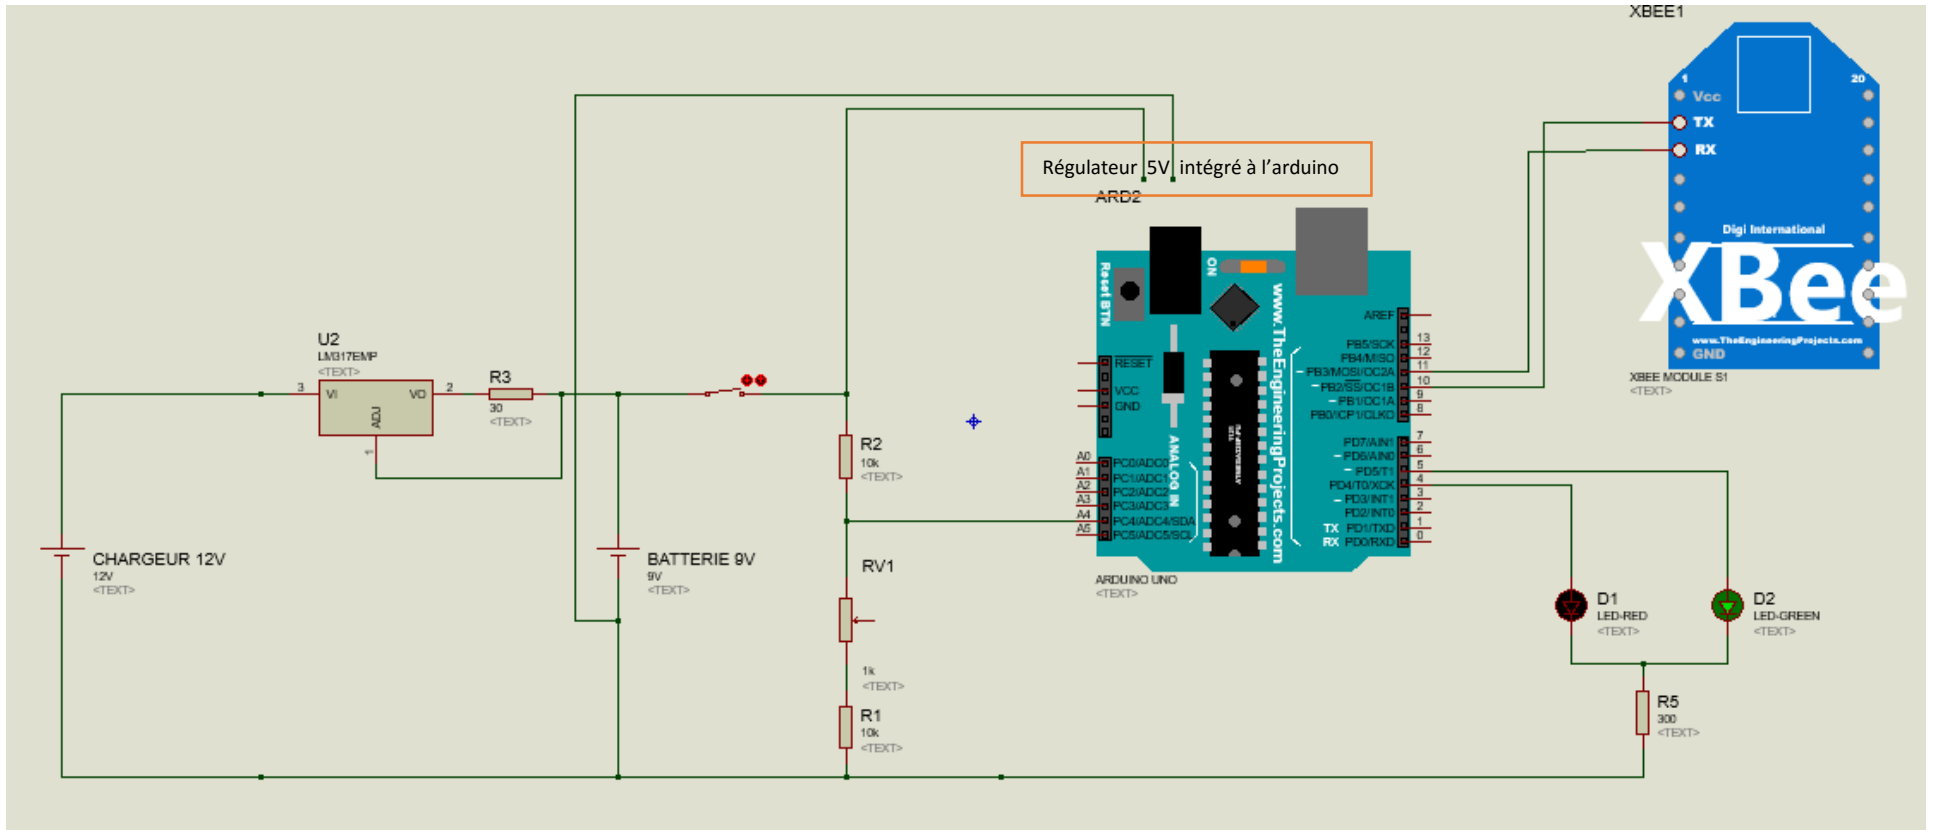 XBEE1
1
20
Vcc
TX
RX
Digi International
XBee
www.TheEngineeringProjects.com
GND
XBEE MODULE S1
<TEXT>
Régulateur 5V intégré à l'arduino
ARD2
ON
Reset BTN
www.TheEngineeringProjects.com
ANALOG IN
RESET
VCC
GND
A0 PC0/ADC0
A1 PC1/ADC1
A2 PC2/ADC2
A3 PC3/ADC3
A4 PC4/ADC4/SDA
A5 PC5/ADC5/SCL
AREF
PB5/SCK 13
PB4/MISO 12
~ PB3/MOSI/OC2A 11
~ PB2/SS/OC1B 10
~ PB1/OC1A 9
PB0/ICP1/CLKO 8
PD7/AIN1 7
~ PD6/AIN0 6
~ PD5/T1 5
PD4/T0/XCK 4
~ PD3/INT1 3
PD2/INT0 2
TX PD1/TXD 1
RX PD0/RXD 0
ARDUINO UNO
<TEXT>
U2
LM317EMP
<TEXT>
3
VI
VO
2
ADJ
1
R3
30
<TEXT>
R2
10k
<TEXT>
CHARGEUR 12V
12V
<TEXT>
BATTERIE 9V
9V
<TEXT>
RV1
1k
<TEXT>
R1
10k
<TEXT>
D1
LED-RED
<TEXT>
D2
LED-GREEN
<TEXT>
R5
300
<TEXT>